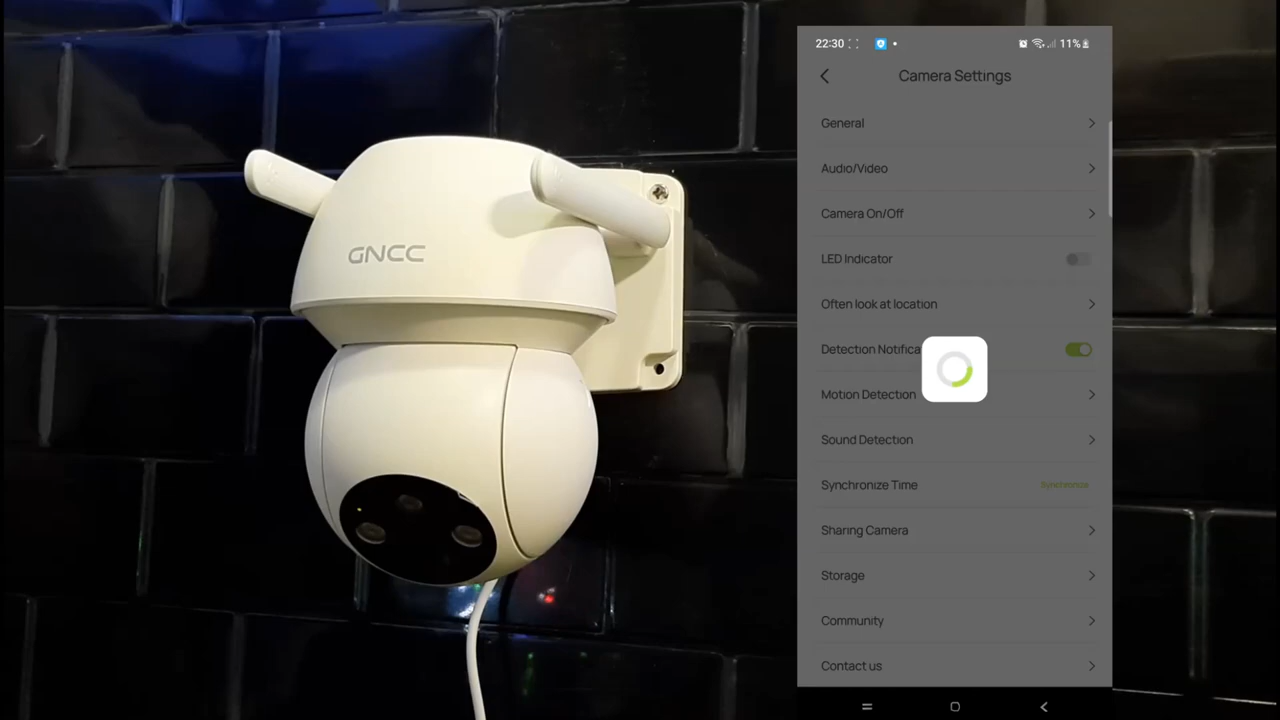 GNCC
22:30
11%
Camera Settings
General
Audio/Video
Camera On/Off
LED Indicator
Often look at location
Detection Notifica
Motion Detection
Sound Detection
Synchronize Time
Synchronize
Sharing Camera
Storage
Community
Contact us